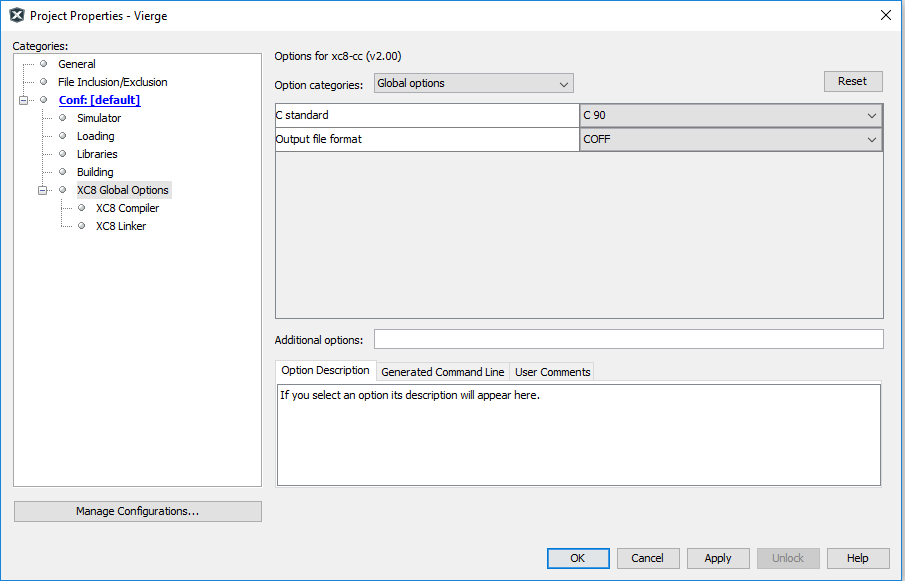 Project Properties - Vierge
Categories:
General
File Inclusion/Exclusion
Conf: [default]
Simulator
Loading
Libraries
Building
XC8 Global Options
XC8 Compiler
XC8 Linker
Manage Configurations...
Options for xc8-cc (v2.00)
Option categories: Global options Reset
C standard C 90
Output file format COFF
Additional options:
Option Description Generated Command Line User Comments
If you select an option its description will appear here.
OK Cancel Apply Unlock Help